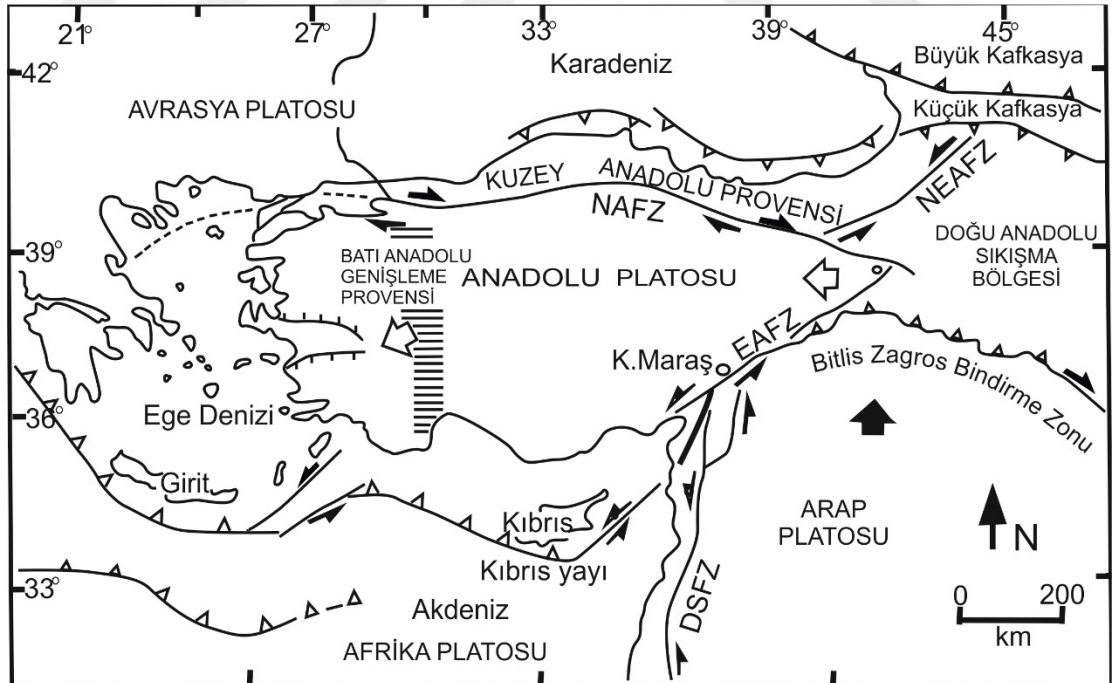 21°
27°
33°
39°
45°
42°
39°
36°
33°
Karadeniz
Büyük Kafkasya
Küçük Kafkasya
AVRASYA PLATOSU
KUZEY ANADOLU PROVENSİ
NAFZ
NEAFZ
DOĞU ANADOLU
SIKIŞMA
BÖLGESİ
BATI ANADOLU
GENİŞLEME
PROVENSİ
ANADOLU PLATOSU
EAFZ
K.Maraş
Bitlis Zagros Bindirme Zonu
Ege Denizi
Girit
Kıbrıs
Kıbrıs yayı
ARAP
PLATOSU
N
DSFZ
Akdeniz
AFRİKA PLATOSU
0 200
km